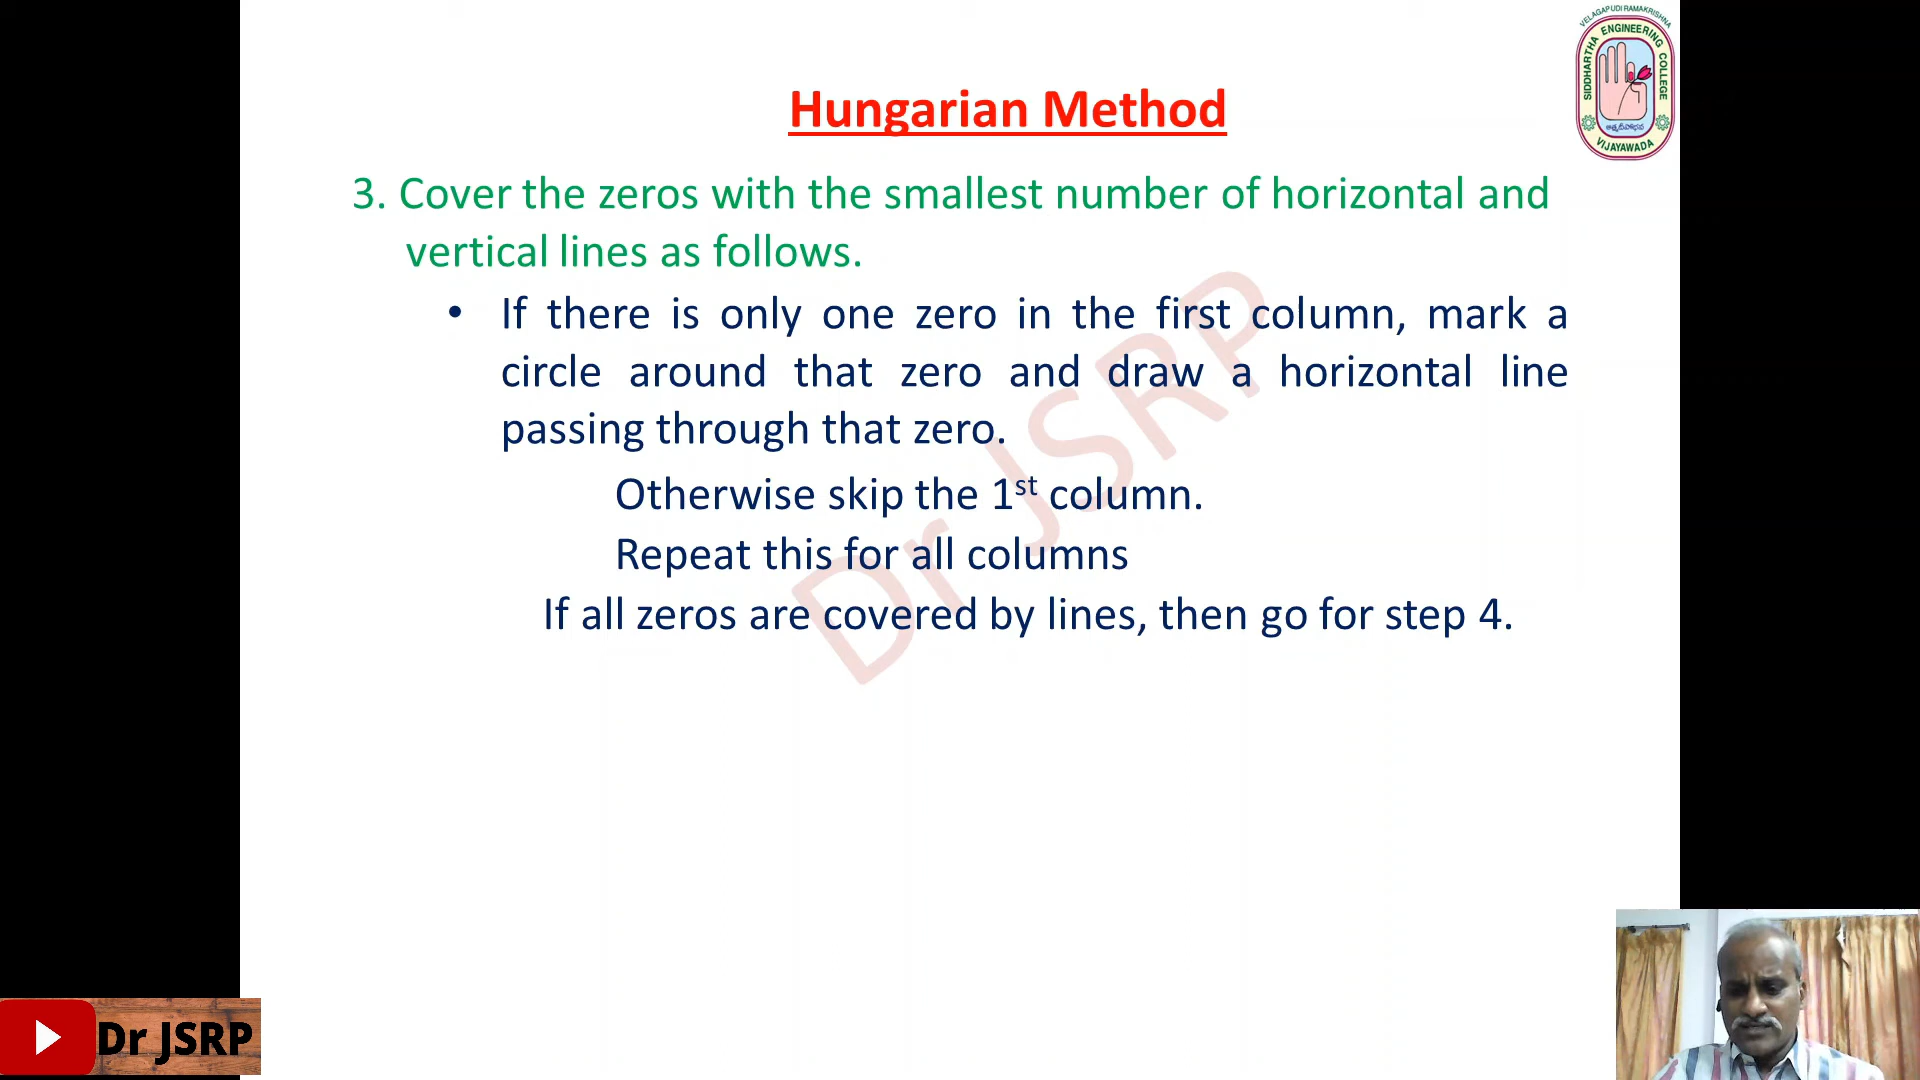 VELAGAPUDI RAMAKRISHNA
SIDDHARTHA ENGINEERING COLLEGE
VIJAYAWADA
Hungarian Method
3. Cover the zeros with the smallest number of horizontal and
vertical lines as follows.
• If there is only one zero in the first column, mark a
circle around that zero and draw a horizontal line
passing through that zero.
Otherwise skip the 1st column.
Repeat this for all columns
If all zeros are covered by lines, then go for step 4.
Dr JSRP
Dr JSRP